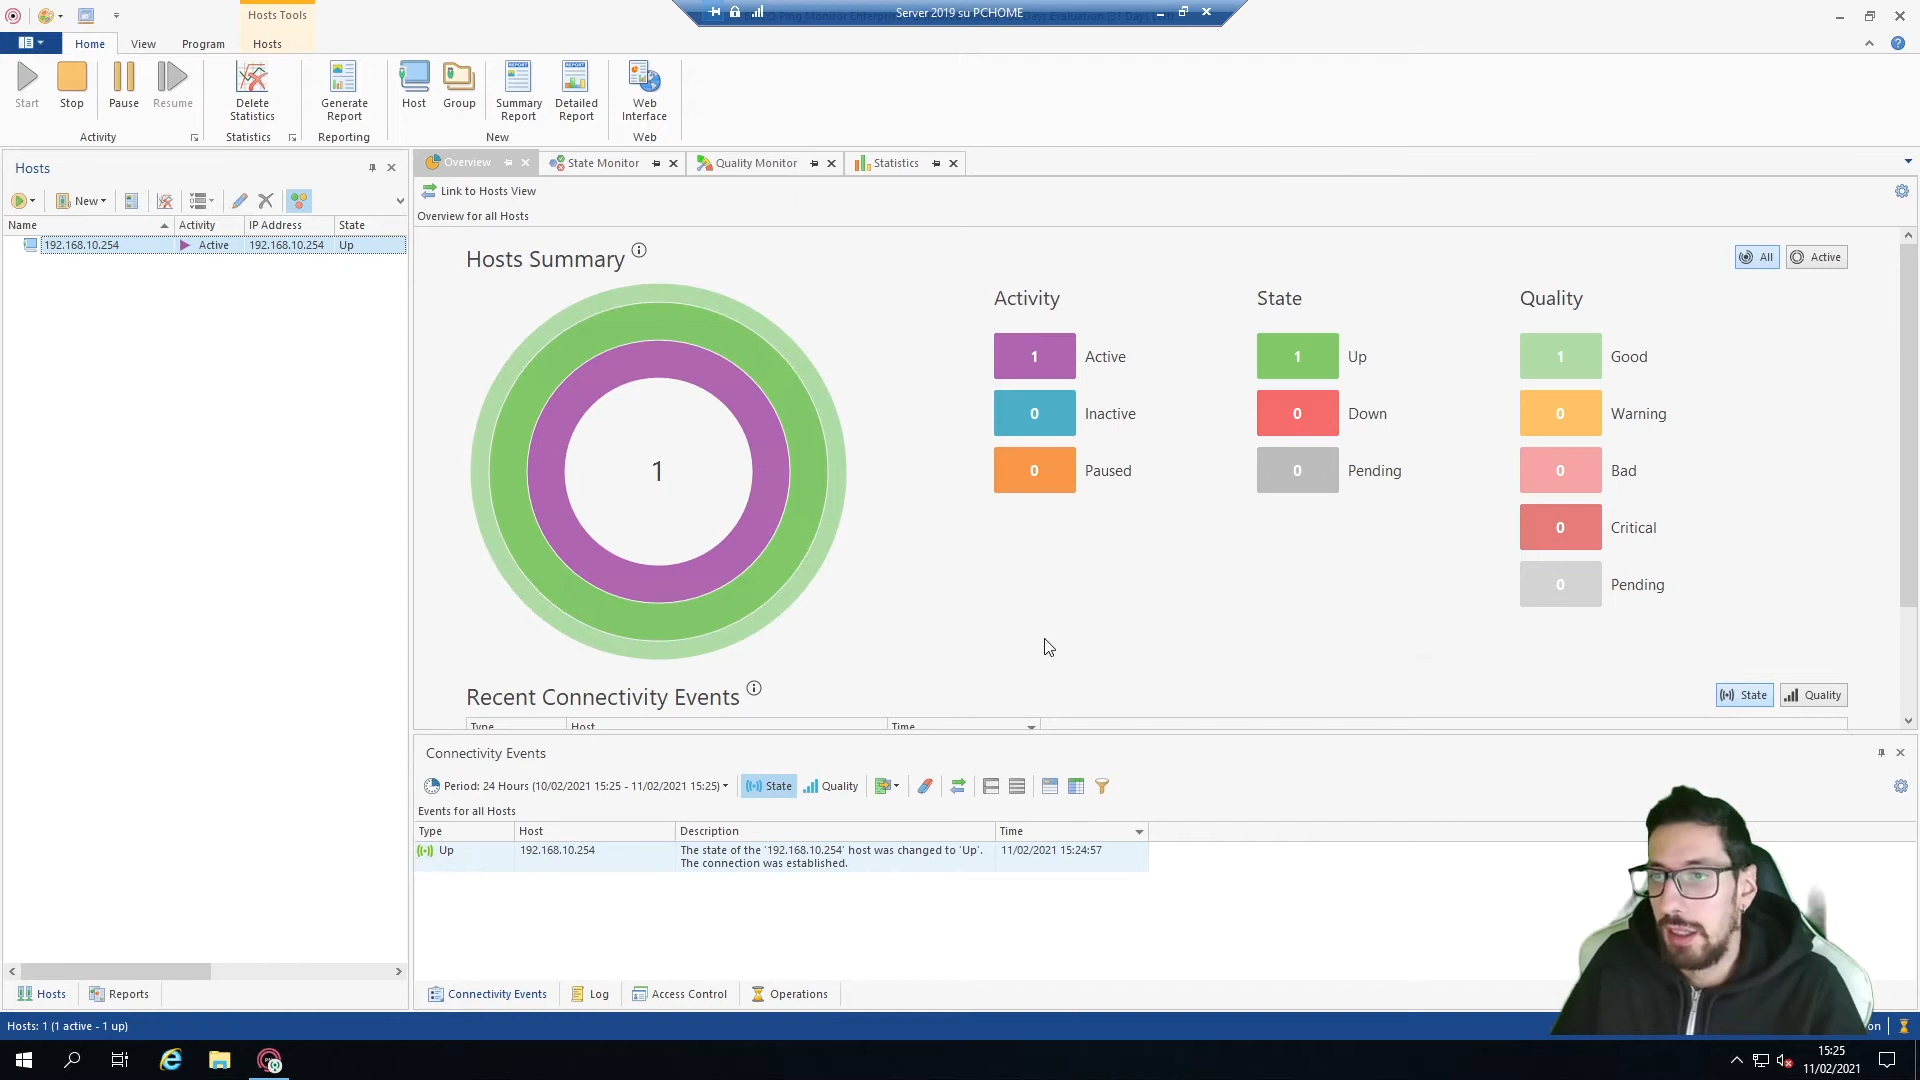 Hosts Tools
Server 2019 su PCHOME
Home
View
Program
Hosts
Start
Stop
Pause
Resume
Delete
Statistics
Generate
Report
Host
Group
Summary
Report
Detailed
Report
Web
Interface
Activity
Statistics
Reporting
New
Web
Hosts
Overview
State Monitor
Quality Monitor
Statistics
New
Link to Hosts View
Overview for all Hosts
Name
Activity
IP Address
State
192.168.10.254
Active
192.168.10.254
Up
Hosts Summary
All
Active
1
Activity
1 Active
0 Inactive
0 Paused
State
1 Up
0 Down
0 Pending
Quality
1 Good
0 Warning
0 Bad
0 Critical
0 Pending
Recent Connectivity Events
State
Quality
Type
Host
Time
Connectivity Events
Period: 24 Hours (10/02/2021 15:25 - 11/02/2021 15:25)
State
Quality
Events for all Hosts
Type
Host
Description
Time
Up
192.168.10.254
The state of the '192.168.10.254' host was changed to 'Up'.
The connection was established.
11/02/2021 15:24:57
Hosts
Reports
Connectivity Events
Log
Access Control
Operations
Hosts: 1 (1 active - 1 up)
15:25
11/02/2021